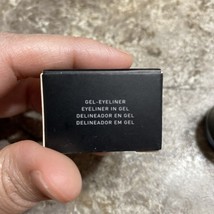 GEL-EYELINER
EYELINER IN GEL
DELINEADOR EN GEL
DELINEADOR EM GEL